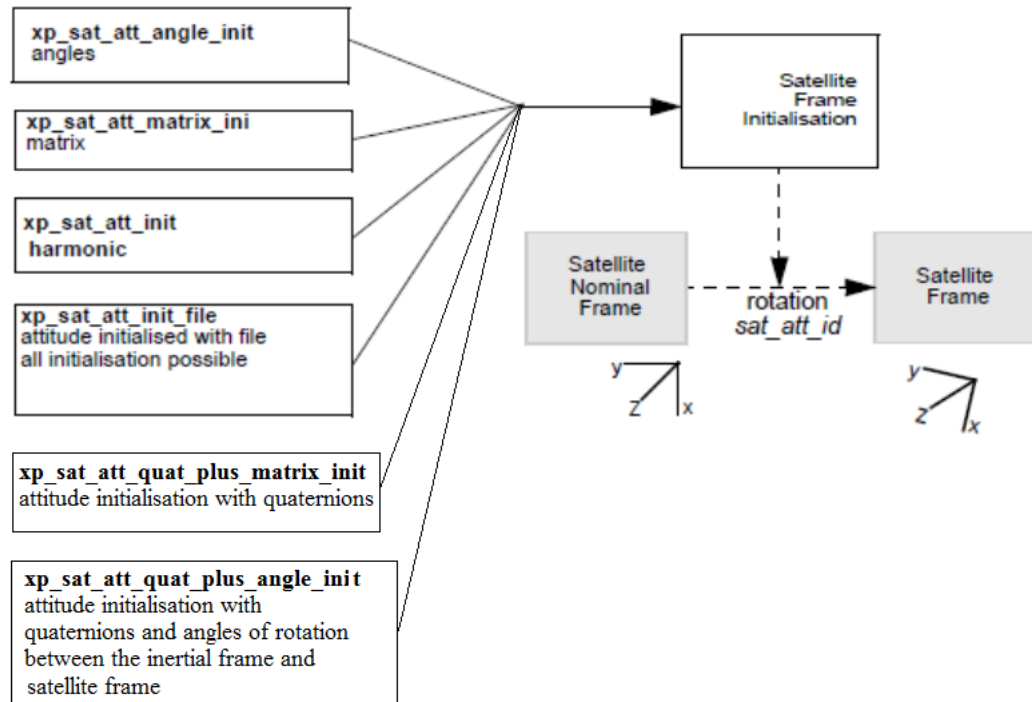 xp_sat_att_angle_init
angles
xp_sat_att_matrix_ini
matrix
xp_sat_att_init
harmonic
xp_sat_att_init_file
attitude initialised with file
all initialisation possible
xp_sat_att_quat_plus_matrix_init
attitude initialisation with quaternions
xp_sat_att_quat_plus_angle_init
attitude initialisation with
quaternions and angles of rotation
between the inertial frame and
satellite frame
Satellite
Frame
Initialisation
Satellite
Nominal
Frame
rotation
sat_att_id
Satellite
Frame
y
Z
x
y
Z
x